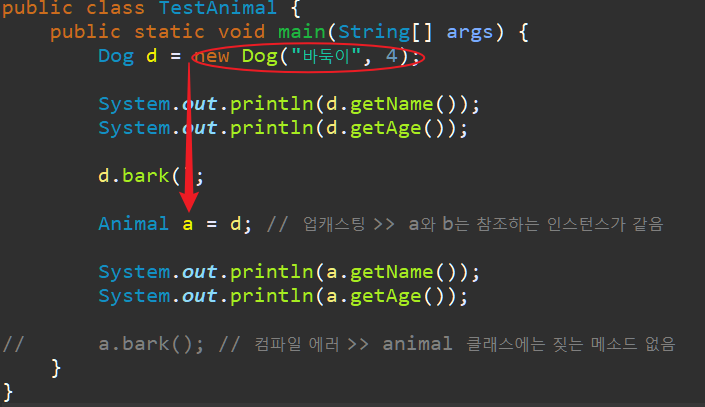 public class TestAnimal {
public static void main(String[] args) {
Dog d = new Dog("바둑이", 4);
System.out.println(d.getName());
System.out.println(d.getAge());
d.bark( ;
Animal a = d; // 업캐스팅 >> a와 b는 참조하는 인스턴스가 같음
System.out.println(a.getName());
System.out.println(a.getAge());
// a.bark(); // 컴파일 에러 >> animal 클래스에는 짖는 메소드 없음
}
}